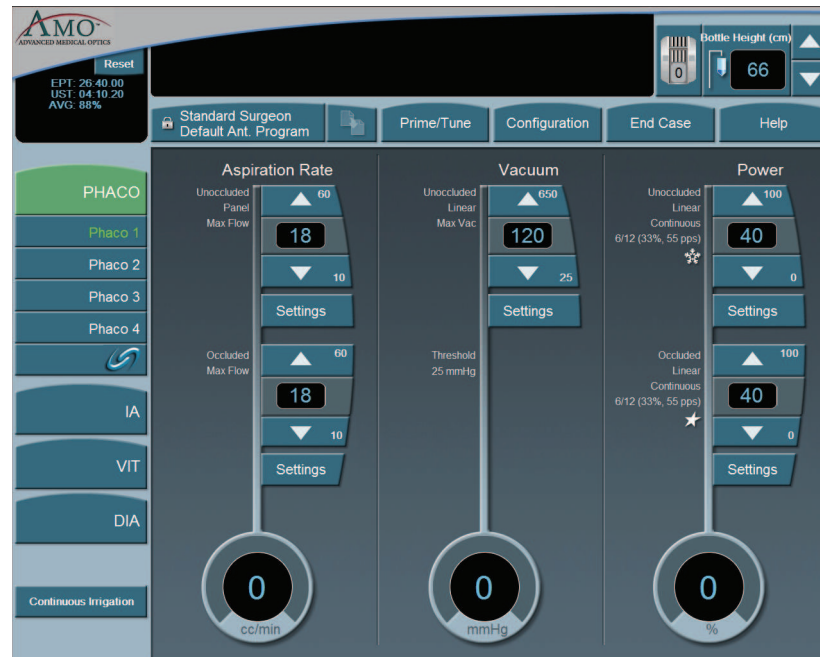 AMO
ADVANCED MEDICAL OPTICS
Reset
EPT: 26:40.00
UST: 04:10.20
AVG: 88%
0
Bottle Height (cm)
66
Standard Surgeon
Default Ant. Program
Prime/Tune
Configuration
End Case
Help
PHACO
Phaco 1
Phaco 2
Phaco 3
Phaco 4
IA
VIT
DIA
Continuous Irrigation
Aspiration Rate
Unoccluded
Panel
Max Flow
60
18
10
Settings
Occluded
Max Flow
60
18
10
Settings
0
cc/min
Vacuum
Unoccluded
Linear
Max Vac
650
120
25
Settings
Threshold
25 mmHg
0
mmHg
Power
Unoccluded
Linear
Continuous
6/12 (33%, 55 pps)
100
40
0
Settings
Occluded
Linear
Continuous
6/12 (33%, 55 pps)
100
40
0
Settings
0
%